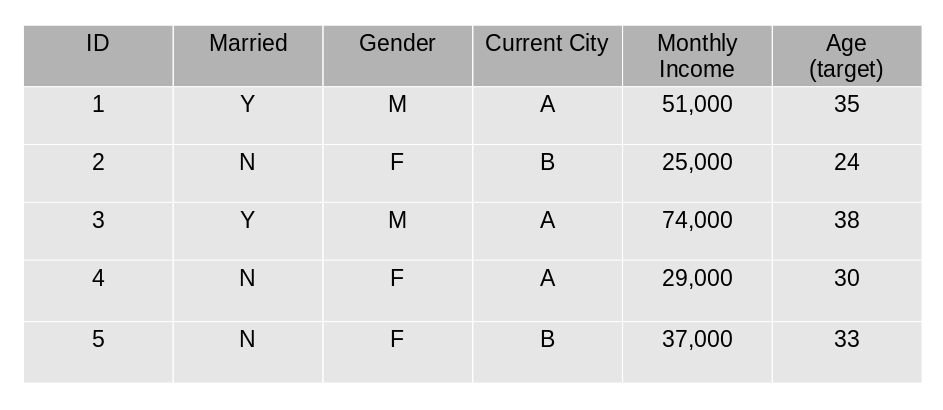 ID Married Gender Current City Monthly Income Age (target)
1 Y M A 51,000 35
2 N F B 25,000 24
3 Y M A 74,000 38
4 N F A 29,000 30
5 N F B 37,000 33